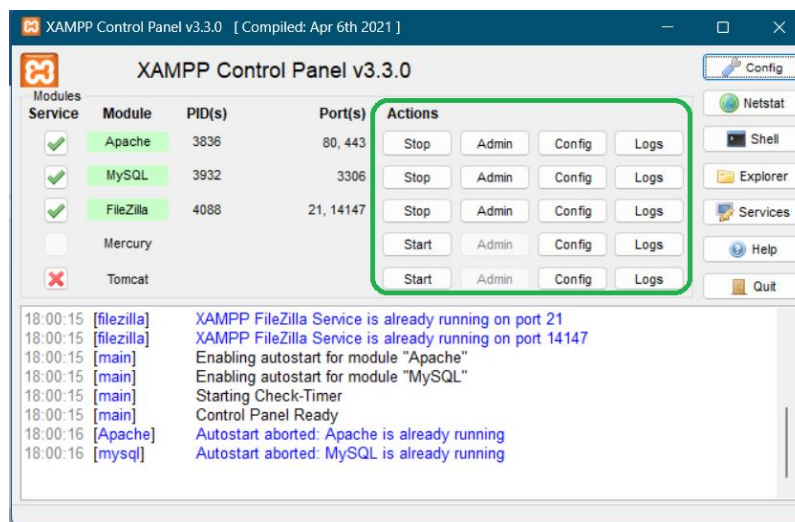 XAMPP Control Panel v3.3.0 [ Compiled: Apr 6th 2021 ]
XAMPP Control Panel v3.3.0
Config
Modules
Service Module PID(s) Port(s) Actions
Netstat
Apache 3836 80, 443 Stop Admin Config Logs
Shell
MySQL 3932 3306 Stop Admin Config Logs
Explorer
FileZilla 4088 21, 14147 Stop Admin Config Logs
Services
Mercury Start Admin Config Logs
Help
Tomcat Start Admin Config Logs
Quit
18:00:15 [filezilla] XAMPP FileZilla Service is already running on port 21
18:00:15 [filezilla] XAMPP FileZilla Service is already running on port 14147
18:00:15 [main] Enabling autostart for module "Apache"
18:00:15 [main] Enabling autostart for module "MySQL"
18:00:15 [main] Starting Check-Timer
18:00:15 [main] Control Panel Ready
18:00:16 [Apache] Autostart aborted: Apache is already running
18:00:16 [mysql] Autostart aborted: MySQL is already running